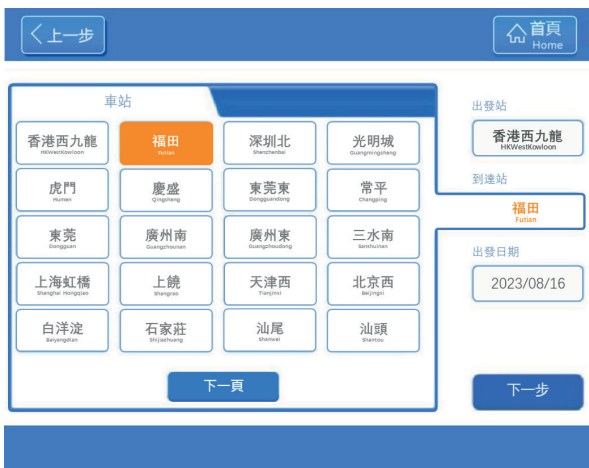 上一步
首頁
Home
車站
香港西九龍
HKWestKowloon
福田
Futian
深圳北
Shenzhenbei
光明城
Guangmingcheng
虎門
Humen
慶盛
Qingsheng
東莞東
Dongguandong
常平
Changping
東莞
Dongguan
廣州南
Guangzhounan
廣州東
Guangzhoudong
三水南
Sanshuinan
上海虹橋
Shanghai Hongqiao
上饒
Shangrao
天津西
Tianjinxi
北京西
Beijingxi
白洋淀
Baiyangdian
石家莊
Shijiazhuang
汕尾
Shanwei
汕頭
Shantou
下一頁
出發站
香港西九龍
HKWestKowloon
到達站
福田
Futian
出發日期
2023/08/16
下一步